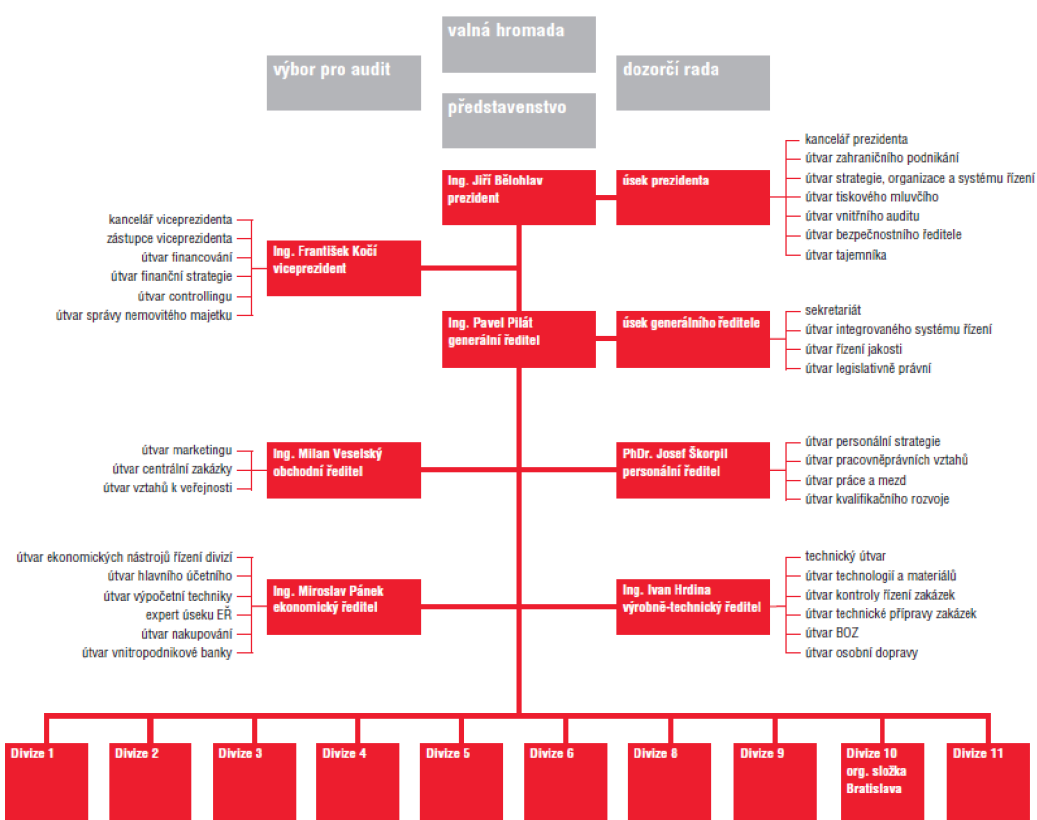 valná hromada
výbor pro audit
dozorčí rada
představenstvo
Ing. Jiří Bělohlav
prezident
úsek prezidenta
kancelář prezidenta
útvar zahraničního podnikání
útvar strategie, organizace a systému řízení
útvar tiskového mluvčího
útvar vnitřního auditu
útvar bezpečnostního ředitele
útvar tajemníka
kancelář viceprezidenta
zástupce viceprezidenta
útvar financování
útvar finanční strategie
útvar controllingu
útvar správy nemovitého majetku
Ing. František Kočí
viceprezident
Ing. Pavel Pilát
generální ředitel
úsek generálního ředitele
sekretariát
útvar integrovaného systému řízení
útvar řízení jakosti
útvar legislativně právní
útvar marketingu
útvar centrální zakázky
útvar vztahů k veřejnosti
Ing. Milan Veselský
obchodní ředitel
PhDr. Josef Škorpil
personální ředitel
útvar personální strategie
útvar pracovněprávních vztahů
útvar práce a mezd
útvar kvalifikačního rozvoje
útvar ekonomických nástrojů řízení divizí
útvar hlavního účetního
útvar výpočetní techniky
expert úseku EŘ
útvar nakupování
útvar vnitropodnikové banky
Ing. Miroslav Pánek
ekonomický ředitel
Ing. Ivan Hrdina
výrobně-technický ředitel
technický útvar
útvar technologií a materiálů
útvar kontroly řízení zakázek
útvar technické přípravy zakázek
útvar BOZ
útvar osobní dopravy
Divize 1
Divize 2
Divize 3
Divize 4
Divize 5
Divize 6
Divize 8
Divize 9
Divize 10
org. složka
Bratislava
Divize 11